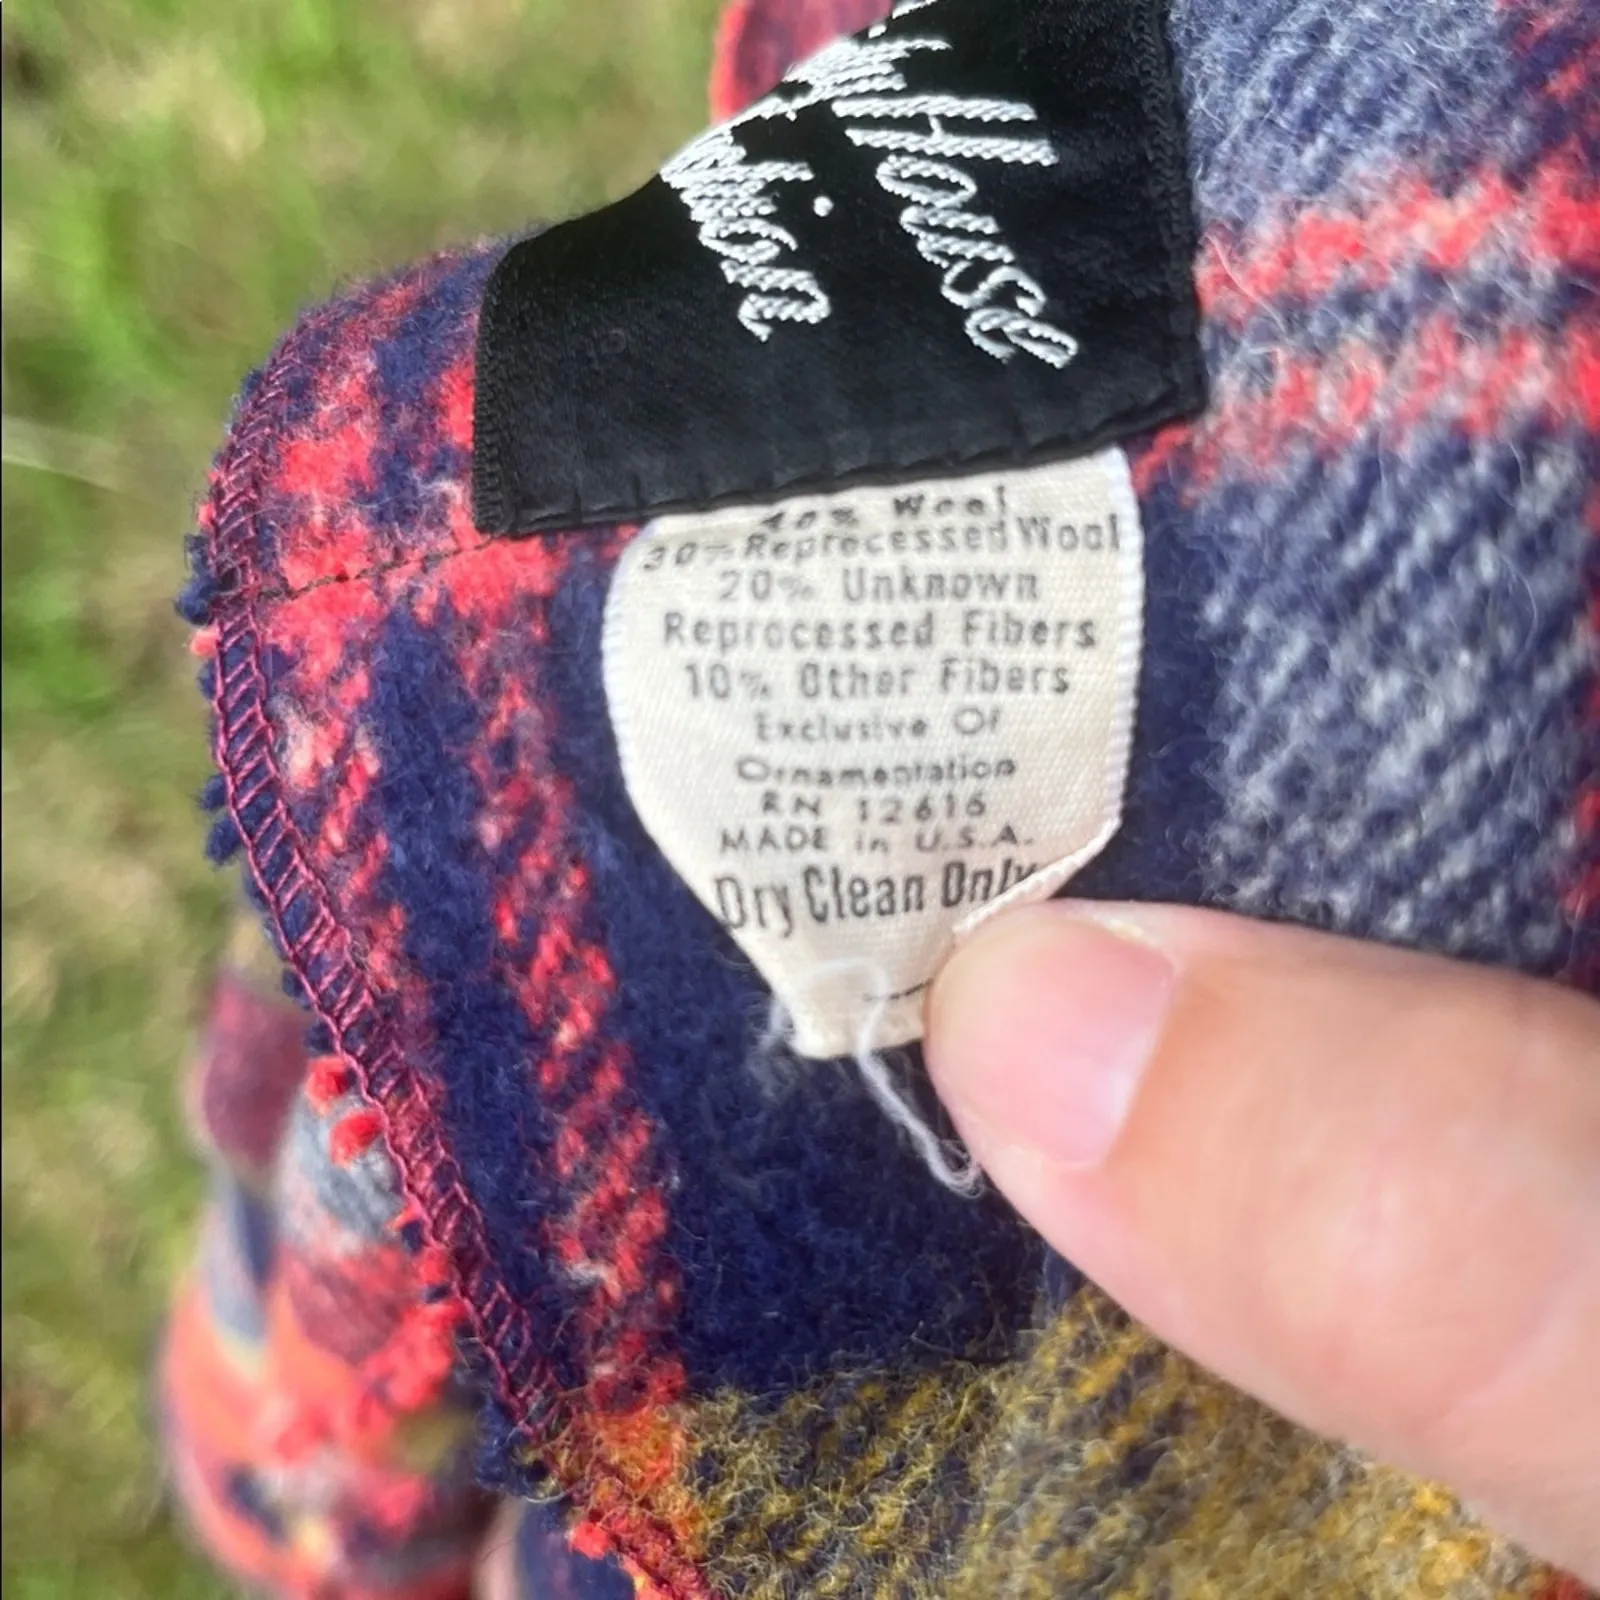 House
40% Wool
30% Reprocessed Wool
20% Unknown
Reprocessed Fibers
10% Other Fibers
Exclusive Of
Ornamentation
RN 12616
MADE in U.S.A.
Dry Clean Only